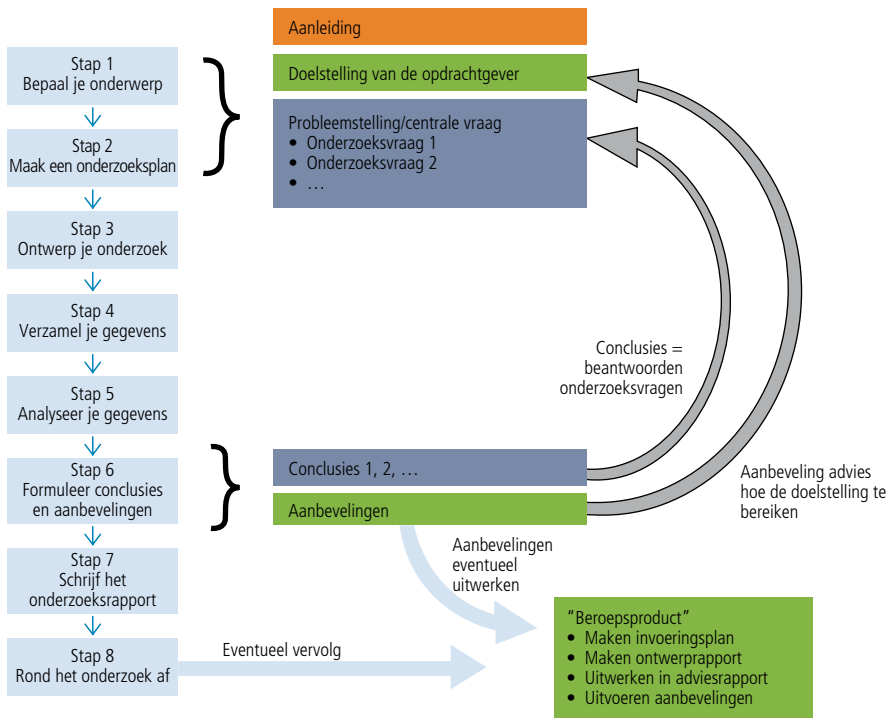 Stap 1
Bepaal je onderwerp
Stap 2
Maak een onderzoeksplan
Stap 3
Ontwerp je onderzoek
Stap 4
Verzamel je gegevens
Stap 5
Analyseer je gegevens
Stap 6
Formuleer conclusies
en aanbevelingen
Stap 7
Schrijf het
onderzoeksrapport
Stap 8
Rond het onderzoek af
Aanleiding
Doelstelling van de opdrachtgever
Probleemstelling/centrale vraag
• Onderzoeksvraag 1
• Onderzoeksvraag 2
• …
Conclusies =
beantwoorden
onderzoeksvragen
Conclusies 1, 2, …
Aanbevelingen
Aanbeveling advies
hoe de doelstelling te
bereiken
Aanbevelingen
eventueel
uitwerken
Eventueel vervolg
“Beroepsproduct”
• Maken invoeringsplan
• Maken ontwerprapport
• Uitwerken in adviesrapport
• Uitvoeren aanbevelingen